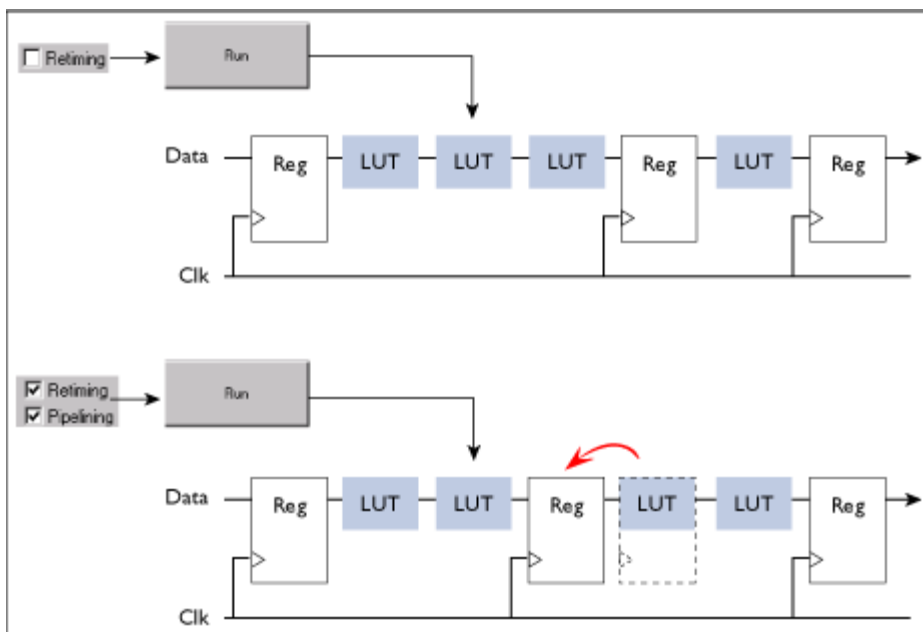 Retiming
Run
Data
Reg
LUT
LUT
LUT
Reg
LUT
Reg
Clk
Retiming
Pipelining
Run
Data
Reg
LUT
LUT
Reg
LUT
LUT
Reg
Clk